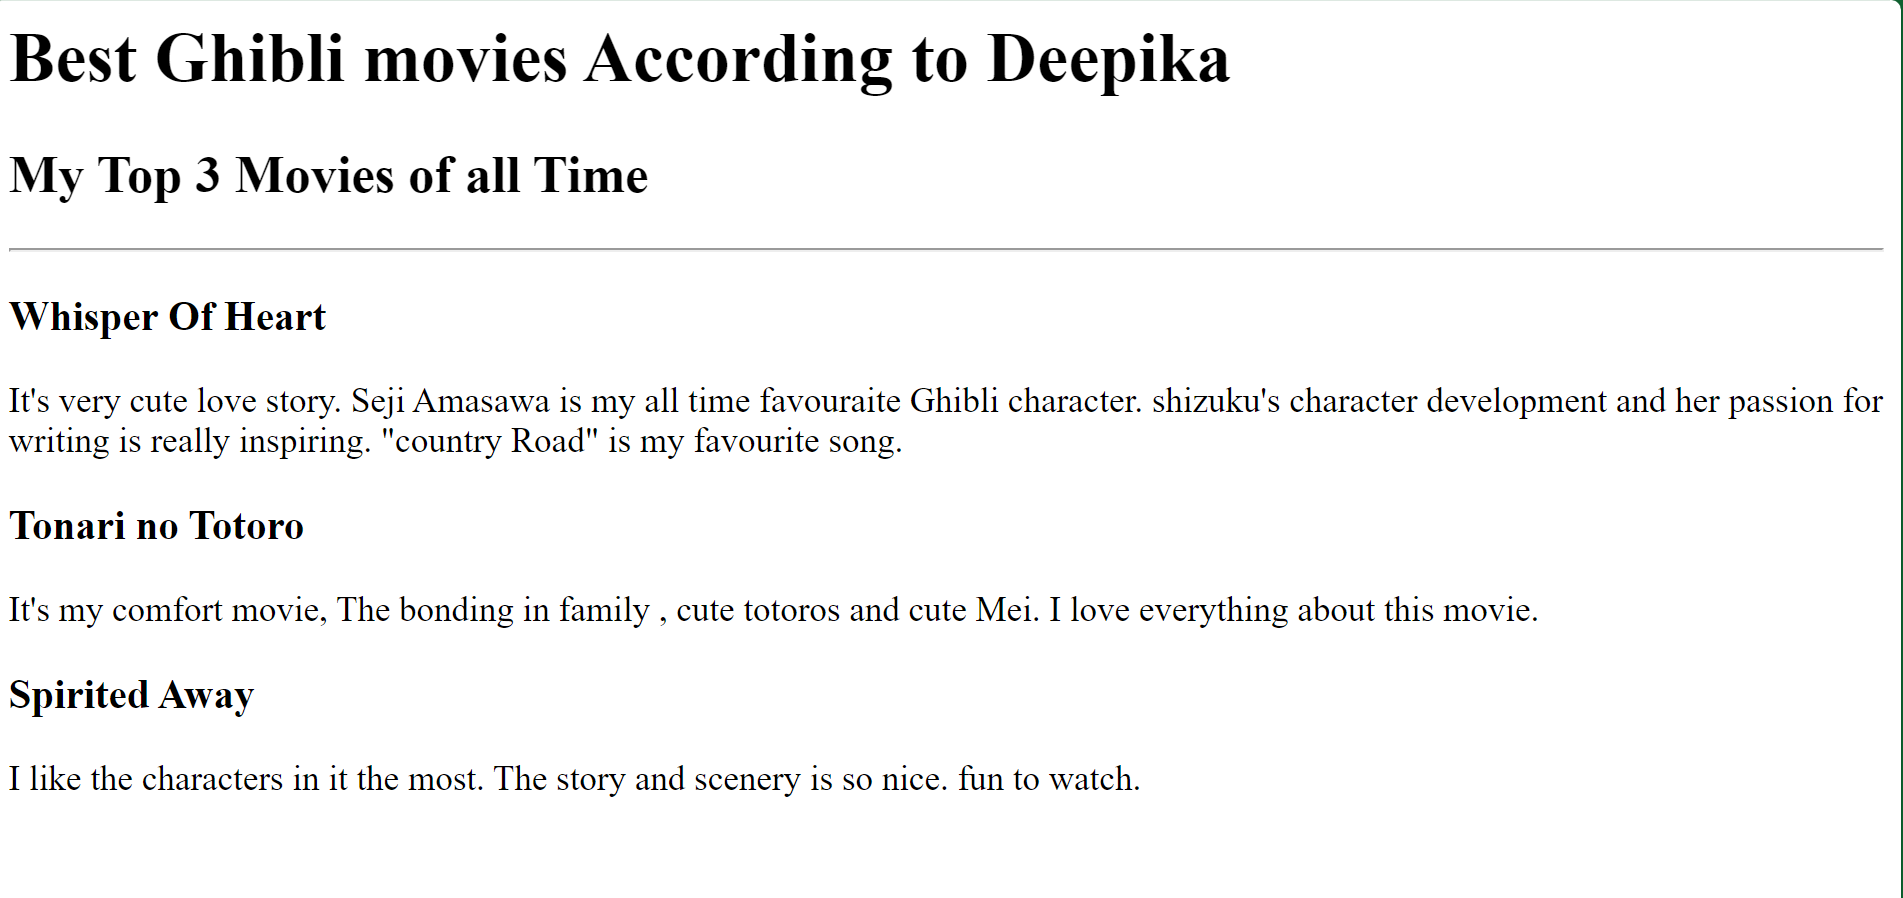 Best Ghibli movies According to Deepika
My Top 3 Movies of all Time
Whisper Of Heart
It's very cute love story. Seji Amasawa is my all time favouraite Ghibli character. shizuku's character development and her passion for
writing is really inspiring. "country Road" is my favourite song.
Tonari no Totoro
It's my comfort movie, The bonding in family , cute totoros and cute Mei. I love everything about this movie.
Spirited Away
I like the characters in it the most. The story and scenery is so nice. fun to watch.